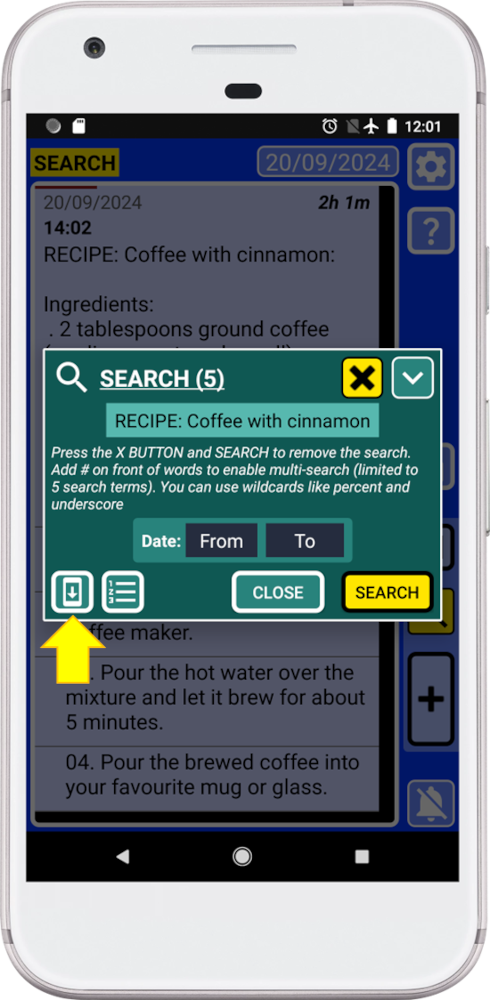 12:01
SEARCH
20/09/2024
20/09/2024
2h 1m
14:02
?
RECIPE: Coffee with cinnamon:
Ingredients:
. 2 tablespoons ground coffee
SEARCH (5)
RECIPE: Coffee with cinnamon
Press the X BUTTON and SEARCH to remove the search.
Add # on front of words to enable multi-search (limited to
5 search terms). You can use wildcards like percent and
underscore
Date:
From
To
1
2
3
CLOSE
SEARCH
maker.
. Pour the hot water over the
mixture and let it brew for about
5 minutes.
+
04. Pour the brewed coffee into
your favourite mug or glass.